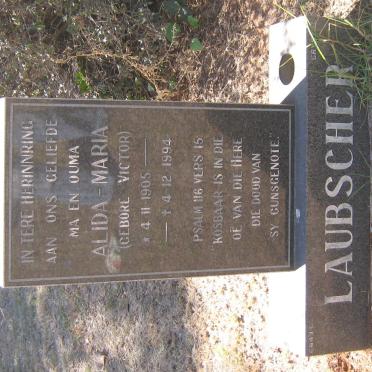 IN TERE HERINNRING
AAN ONS GELIEFDE
MA EN OUMA
ALIDA-MARIA
(GEBORE VICTOR)
* 4.11.1905 —
— † 4.12.1994
PSALM 116 VERS 15
KOSBAAR IS IN DIE
OË VAN DIE HERE
DIE DOOD VAN
SY GUNSGENOTE."
LAUBSCHER